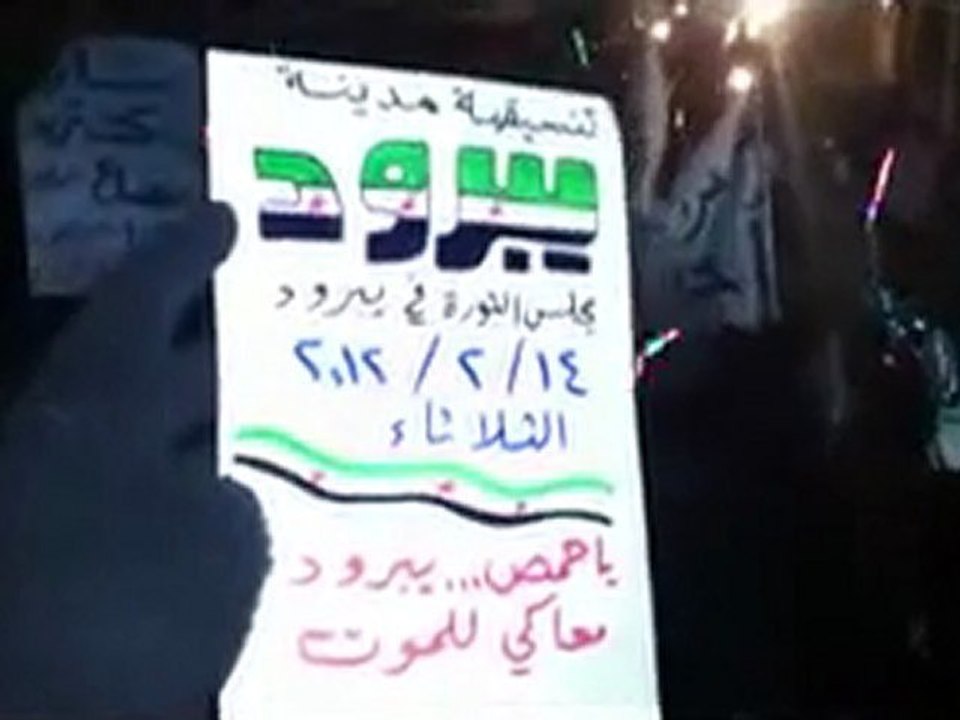 تنسيقية مدينة
يبرود
مجلس الثورة في يبرود
٢٠١٢ / ٢ / ١٤
الثلاثاء
ياحمص... يبرود
معاكي للموت